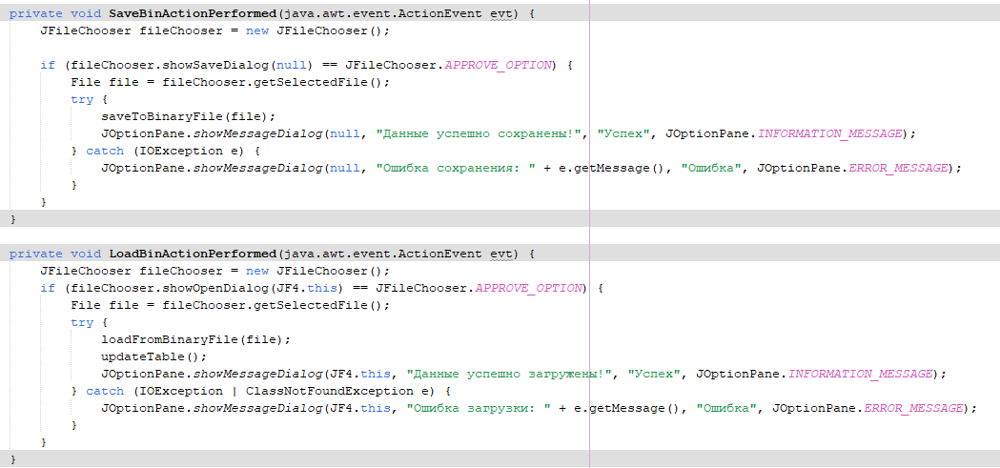 private void SaveBinActionPerformed(java.awt.event.ActionEvent evt) {
    JFileChooser fileChooser = new JFileChooser();
    if (fileChooser.showSaveDialog(null) == JFileChooser.APPROVE_OPTION) {
        File file = fileChooser.getSelectedFile();
        try {
            saveToBinaryFile(file);
            JOptionPane.showMessageDialog(null, "Данные успешно сохранены!", "Успех", JOptionPane.INFORMATION_MESSAGE);
        } catch (IOException e) {
            JOptionPane.showMessageDialog(null, "Ошибка сохранения: " + e.getMessage(), "Ошибка", JOptionPane.ERROR_MESSAGE);
        }
    }
}
private void LoadBinActionPerformed(java.awt.event.ActionEvent evt) {
    JFileChooser fileChooser = new JFileChooser();
    if (fileChooser.showOpenDialog(JF4.this) == JFileChooser.APPROVE_OPTION) {
        File file = fileChooser.getSelectedFile();
        try {
            loadFromBinaryFile(file);
            updateTable();
            JOptionPane.showMessageDialog(JF4.this, "Данные успешно загружены!", "Успех", JOptionPane.INFORMATION_MESSAGE);
        } catch (IOException | ClassNotFoundException e) {
            JOptionPane.showMessageDialog(JF4.this, "Ошибка загрузки: " + e.getMessage(), "Ошибка", JOptionPane.ERROR_MESSAGE);
        }
    }
}